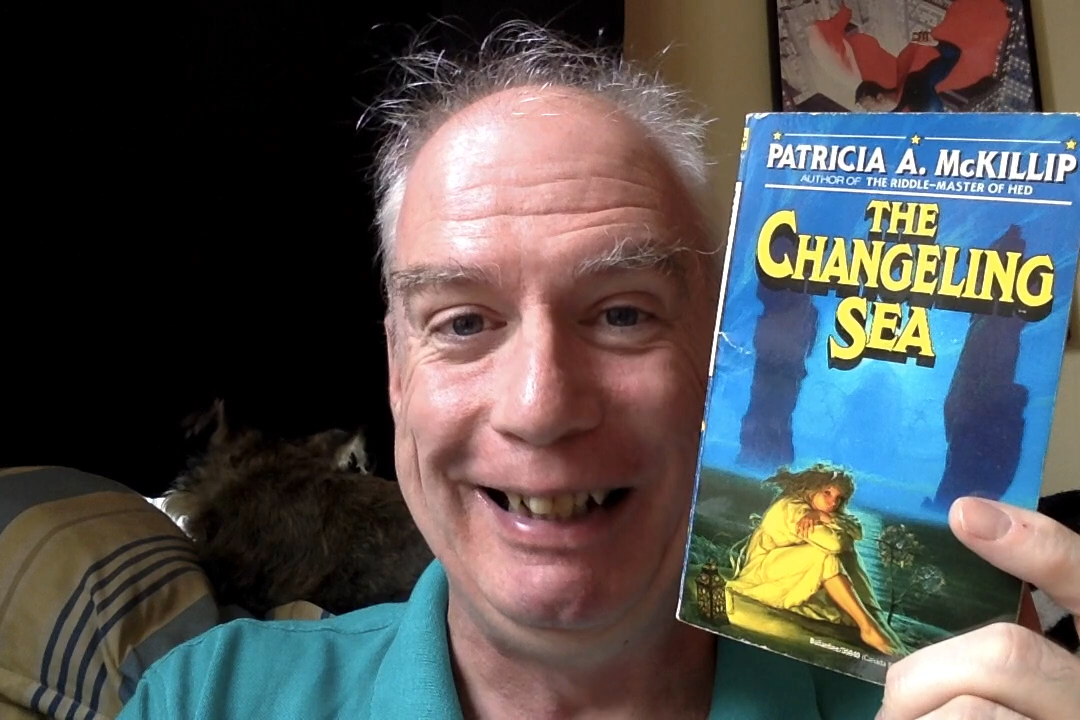 PATRICIA A. McKILLIP
AUTHOR OF THE RIDDLE-MASTER OF HED
THE
CHANGELING
SEA